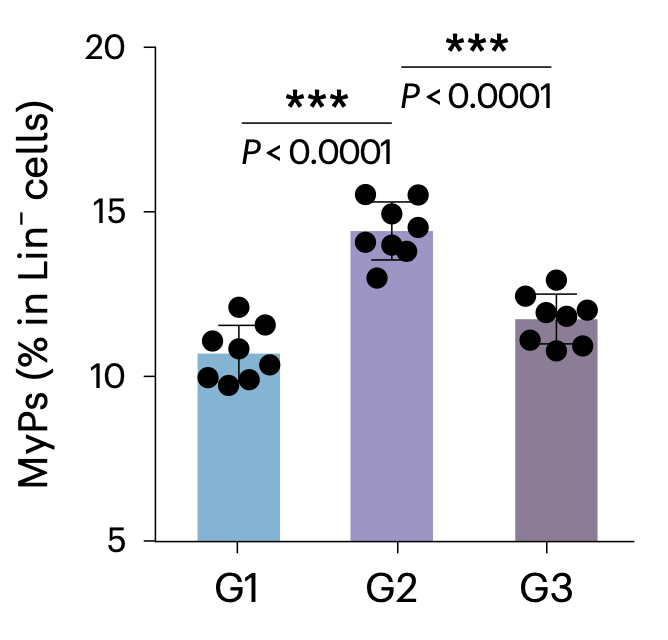 MyPs (% in Lin⁻ cells)
20
15
10
5
***
P < 0.0001
***
P < 0.0001
G1
G2
G3